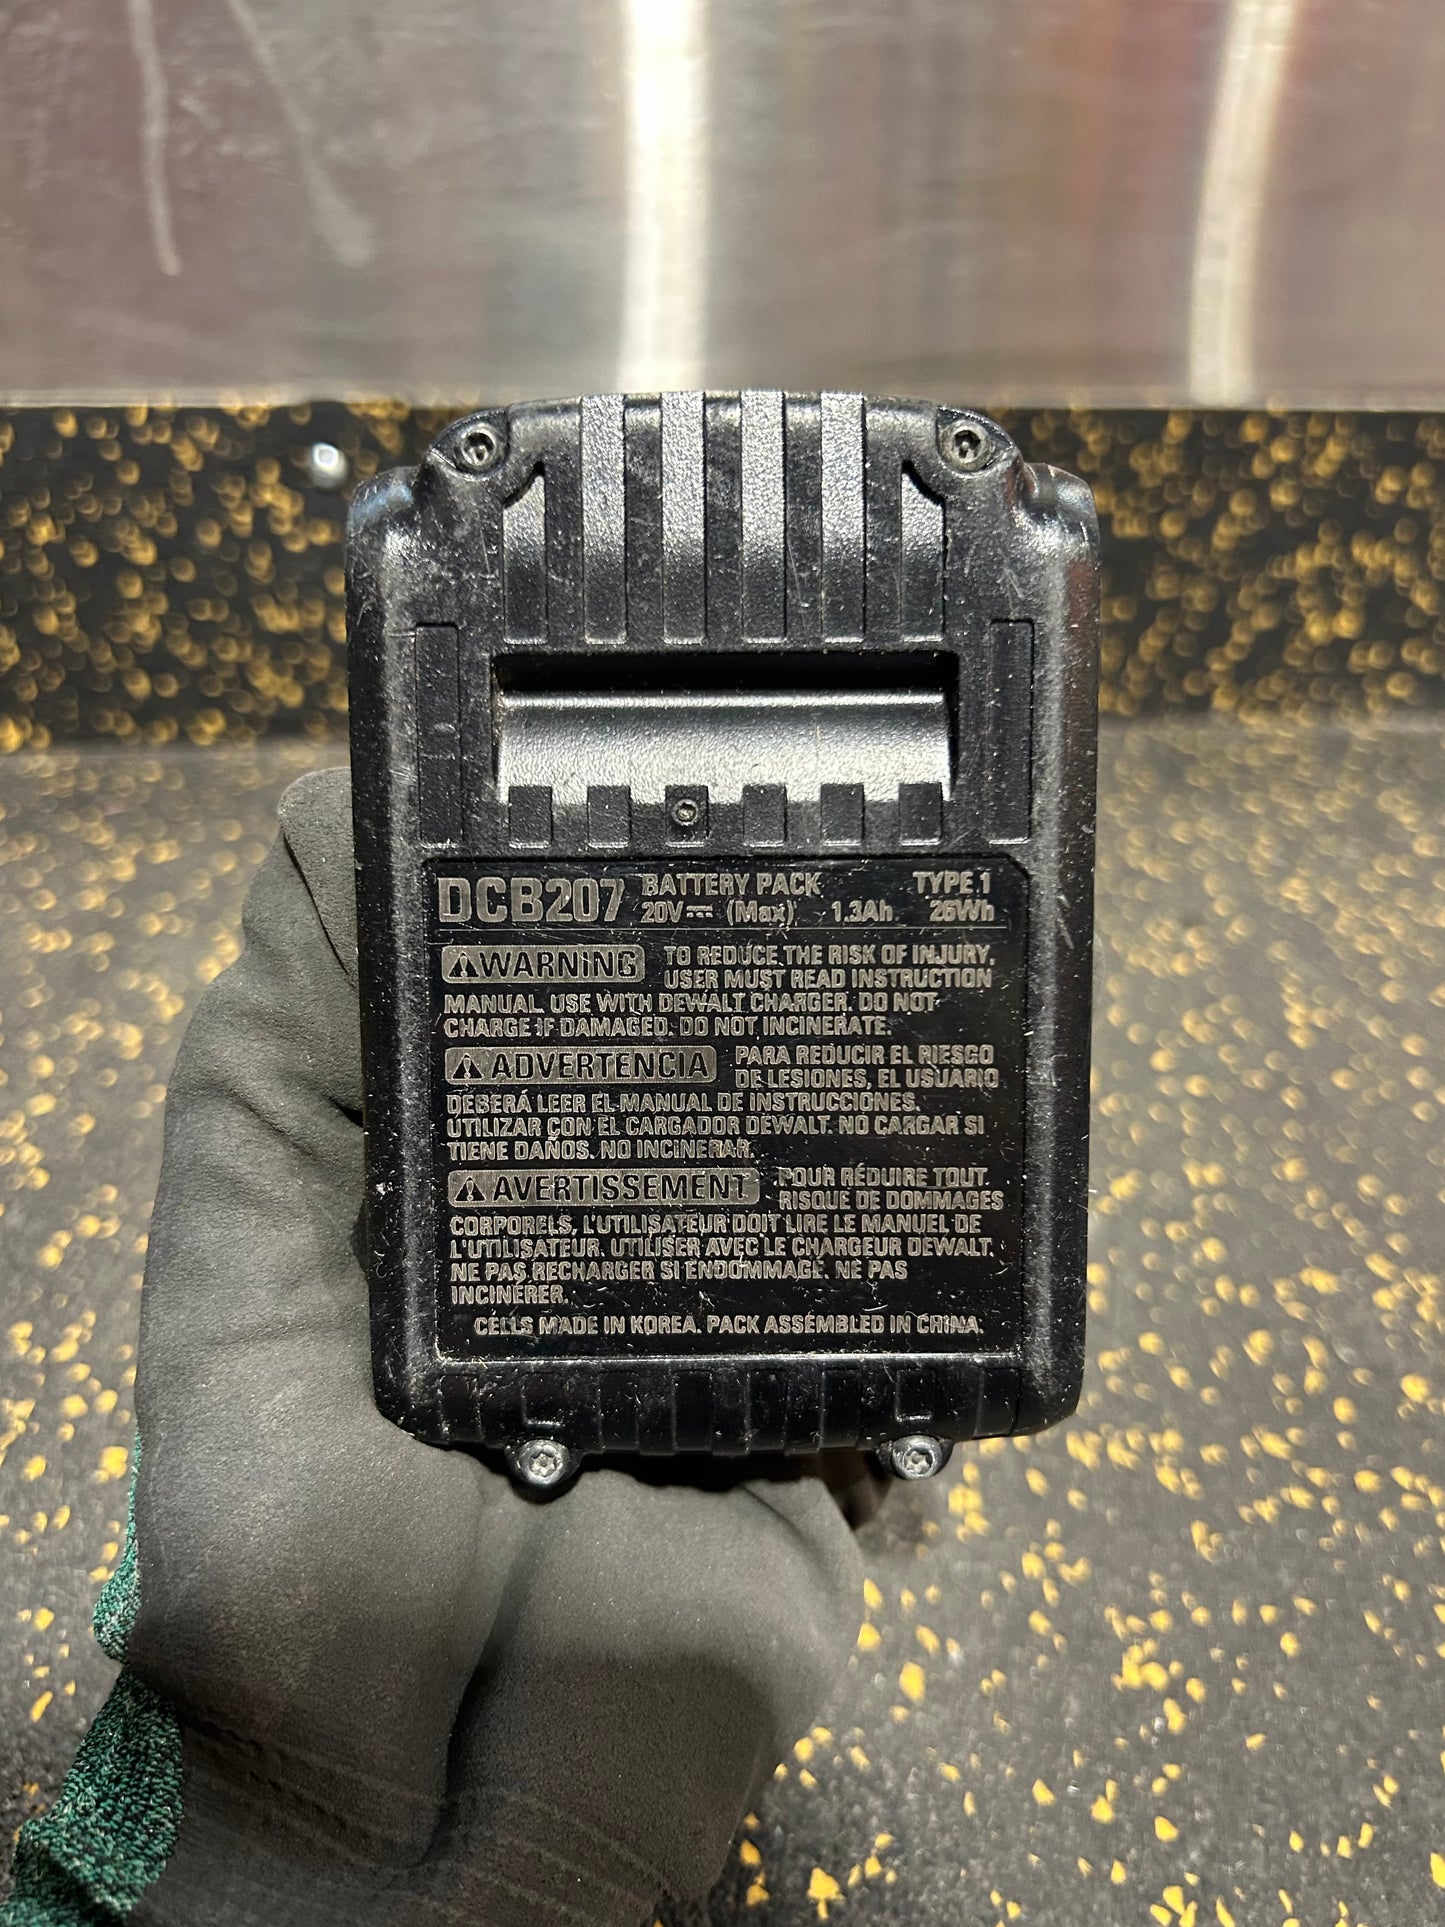 DCB207 BATTERY PACK TYPE 1
20V⎓ (Max) 1.3Ah 26Wh
⚠WARNING TO REDUCE THE RISK OF INJURY,
USER MUST READ INSTRUCTION
MANUAL. USE WITH DEWALT CHARGER. DO NOT
CHARGE IF DAMAGED. DO NOT INCINERATE.
⚠ADVERTENCIA PARA REDUCIR EL RIESGO
DE LESIONES, EL USUARIO
DEBERÁ LEER EL MANUAL DE INSTRUCCIONES.
UTILIZAR CON EL CARGADOR DEWALT. NO CARGAR SI
TIENE DAÑOS. NO INCINERAR.
⚠AVERTISSEMENT POUR RÉDUIRE TOUT
RISQUE DE DOMMAGES
CORPORELS, L'UTILISATEUR DOIT LIRE LE MANUEL DE
L'UTILISATEUR. UTILISER AVEC LE CHARGEUR DEWALT.
NE PAS RECHARGER SI ENDOMMAGÉ. NE PAS
INCINÉRER.
CELLS MADE IN KOREA. PACK ASSEMBLED IN CHINA.